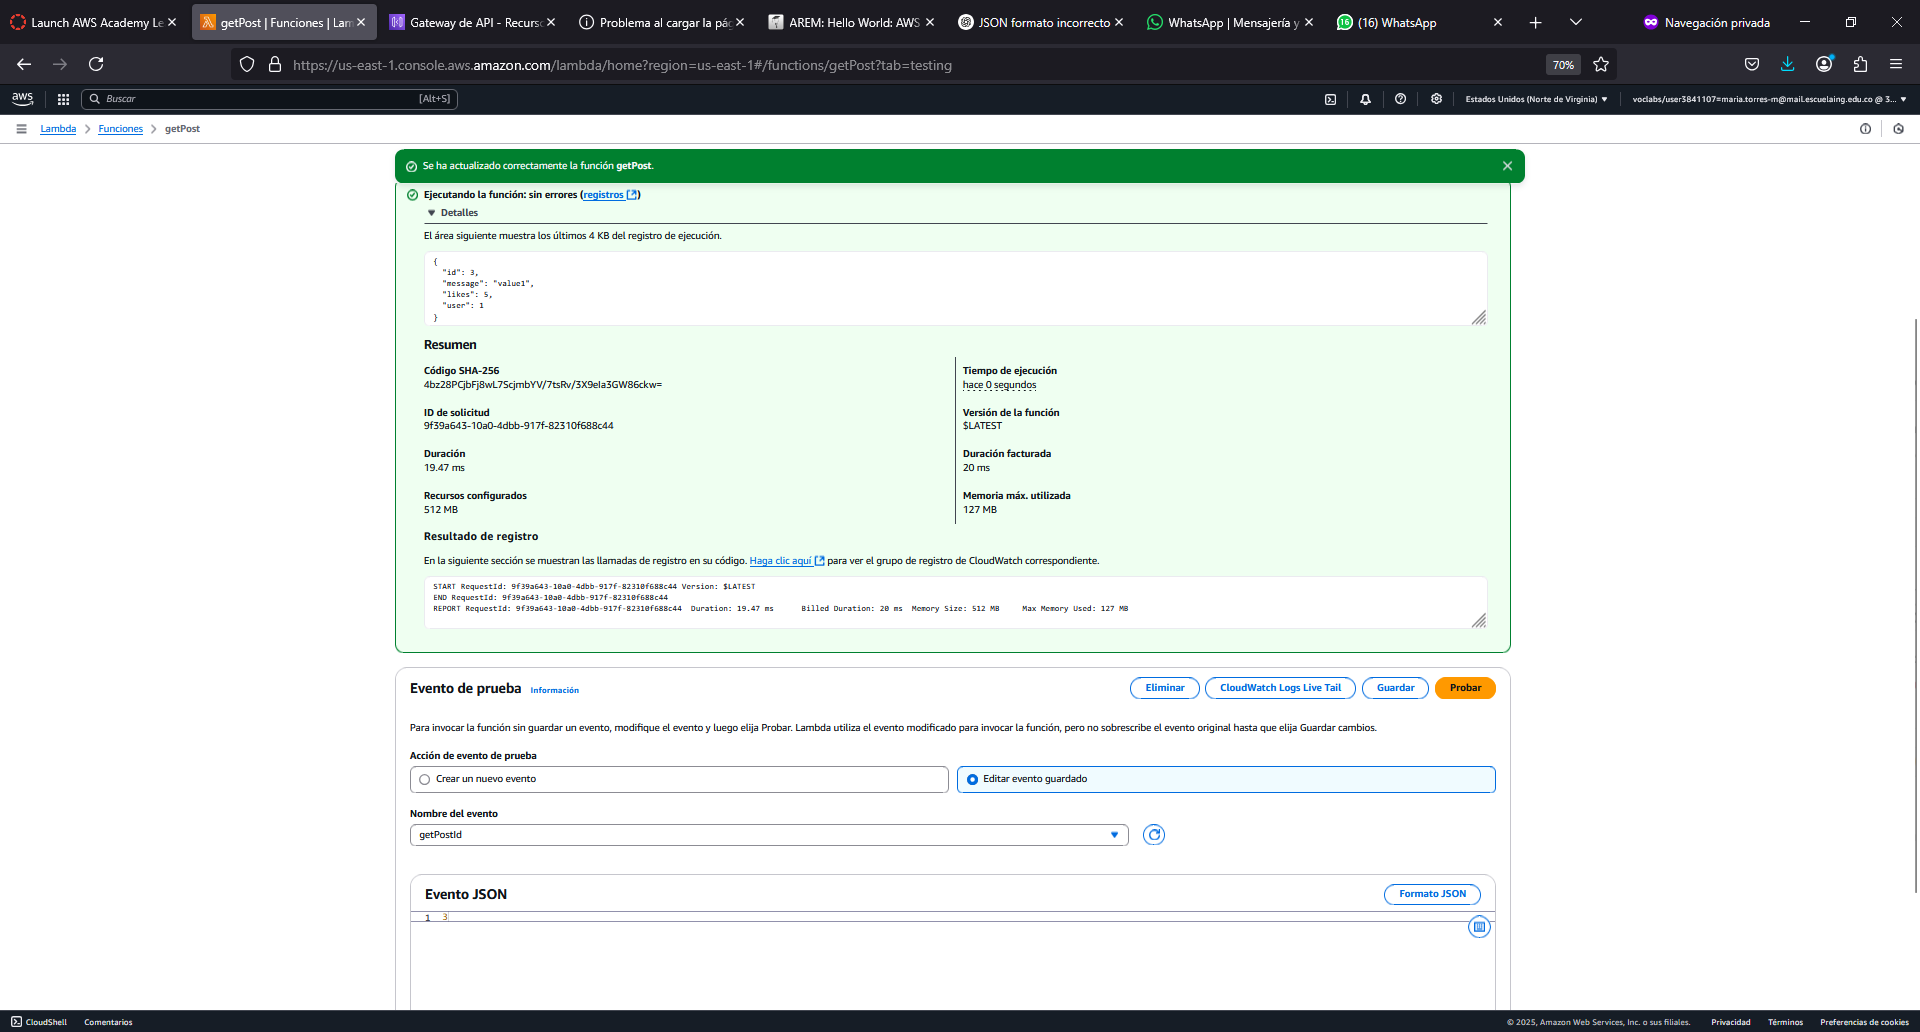 Launch AWS Academy Le
getPost | Funciones | Lam
Gateway de API - Recurso
Problema al cargar la pág
AREM: Hello World: AWS
JSON formato incorrecto
WhatsApp | Mensajería y
(16) WhatsApp
Navegación privada
https://us-east-1.console.aws.amazon.com/lambda/home?region=us-east-1#/functions/getPost?tab=testing
70%
aws
Buscar
[Alt+S]
Estados Unidos (Norte de Virginia)
voclabs/user3841107=maria.torres-m@mail.escuelaing.edu.co @ 3...
Lambda
Funciones
getPost
Se ha actualizado correctamente la función getPost.
Ejecutando la función: sin errores (registros)
Detalles
El área siguiente muestra los últimos 4 KB del registro de ejecución.
{
"id": 3,
"message": "value1",
"likes": 5,
"user": 1
}
Resumen
Código SHA-256
4bz28PCjbFj8wL7ScjmbYV/7tsRv/3X9eIa3GW86ckw=
Tiempo de ejecución
hace 0 segundos
ID de solicitud
9f39a643-10a0-4dbb-917f-82310f688c44
Versión de la función
$LATEST
Duración
19.47 ms
Duración facturada
20 ms
Recursos configurados
512 MB
Memoria máx. utilizada
127 MB
Resultado de registro
En la siguiente sección se muestran las llamadas de registro en su código. Haga clic aquí para ver el grupo de registro de CloudWatch correspondiente.
START RequestId: 9f39a643-10a0-4dbb-917f-82310f688c44 Version: $LATEST
END RequestId: 9f39a643-10a0-4dbb-917f-82310f688c44
REPORT RequestId: 9f39a643-10a0-4dbb-917f-82310f688c44 Duration: 19.47 ms Billed Duration: 20 ms Memory Size: 512 MB Max Memory Used: 127 MB
Evento de prueba
Información
Eliminar
CloudWatch Logs Live Tail
Guardar
Probar
Para invocar la función sin guardar un evento, modifique el evento y luego elija Probar. Lambda utiliza el evento modificado para invocar la función, pero no sobrescribe el evento original hasta que elija Guardar cambios.
Acción de evento de prueba
Crear un nuevo evento
Editar evento guardado
Nombre del evento
getPostId
Evento JSON
Formato JSON
1 3
CloudShell
Comentarios
© 2025, Amazon Web Services, Inc. o sus filiales.
Privacidad
Términos
Preferencias de cookies